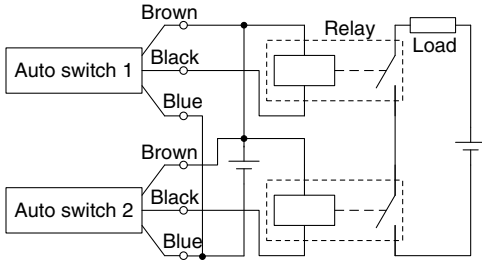 Brown
Relay
Black
Load
Auto switch 1
Blue
Brown
Black
Auto switch 2
Blue